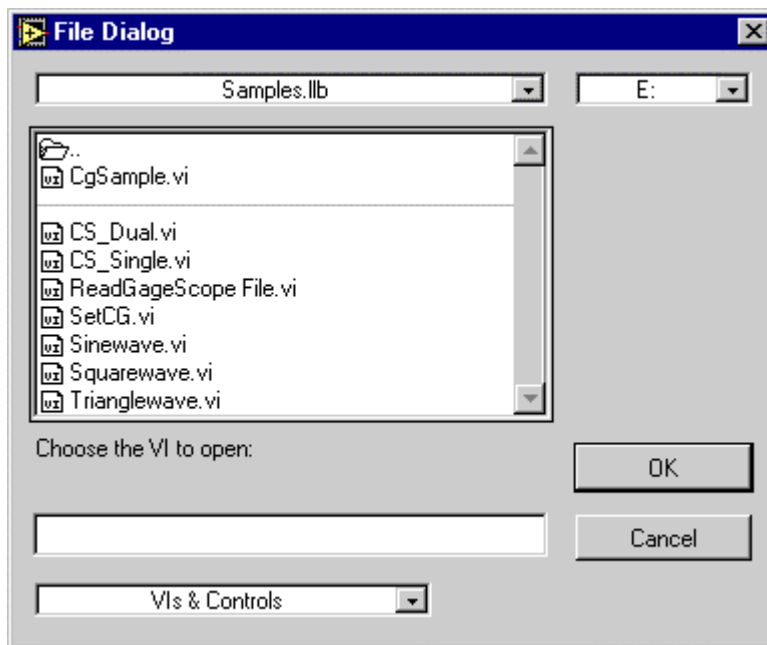 File Dialog
Samples.llb
E:
..
CgSample.vi
CS_Dual.vi
CS_Single.vi
ReadGageScope File.vi
SetCG.vi
Sinewave.vi
Squarewave.vi
Trianglewave.vi
Choose the VI to open:
OK
Cancel
VIs & Controls